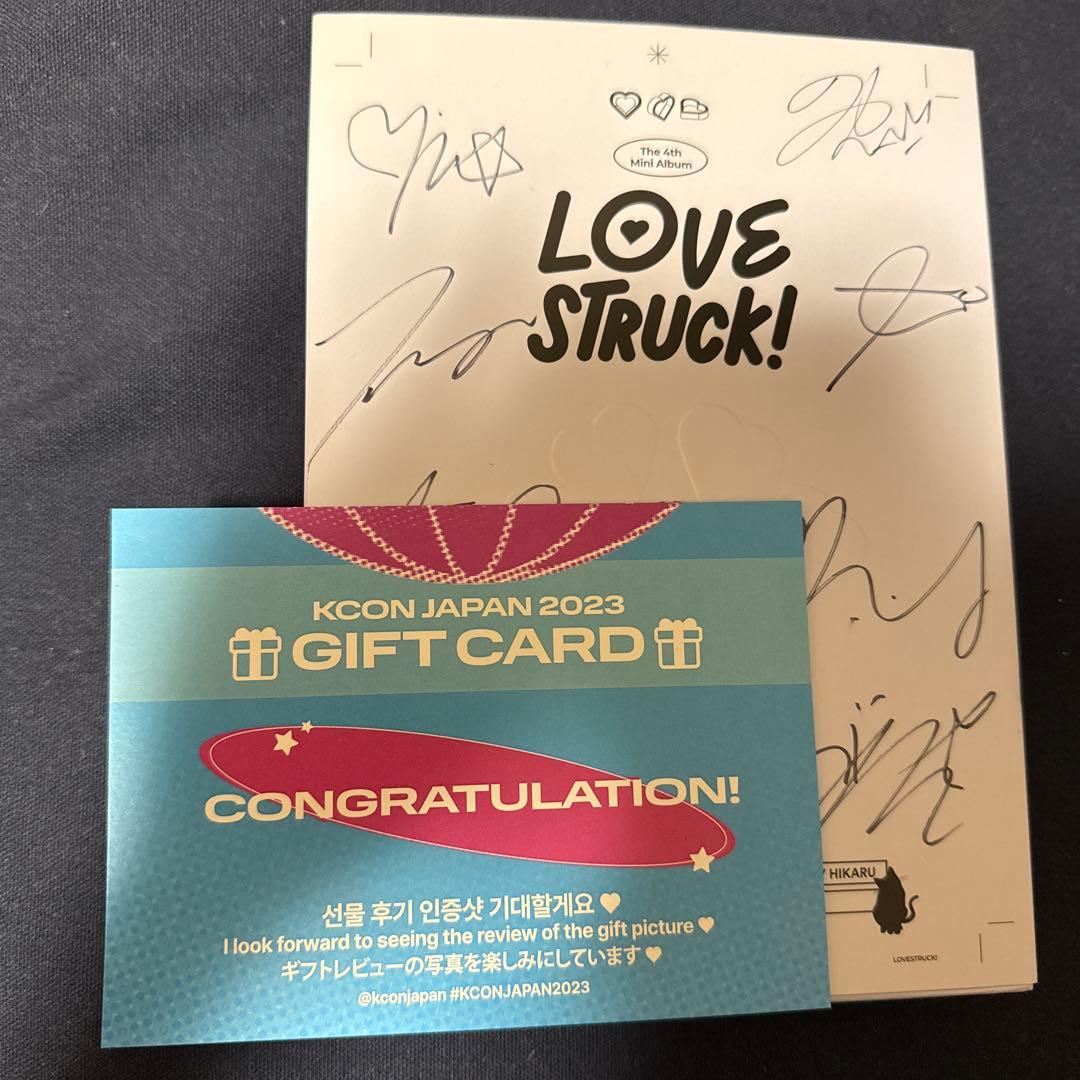 The 4th
Mini Album
LOVE
STRUCK!
KCON JAPAN 2023
GIFT CARD
CONGRATULATION!
선물 후기 인증샷 기대할게요 ♥
I look forward to seeing the review of the gift picture ♥
ギフトレビューの写真を楽しみにしています ♥
@kconjapan #KCONJAPAN2023
HIKARU
LOVESTRUCK!